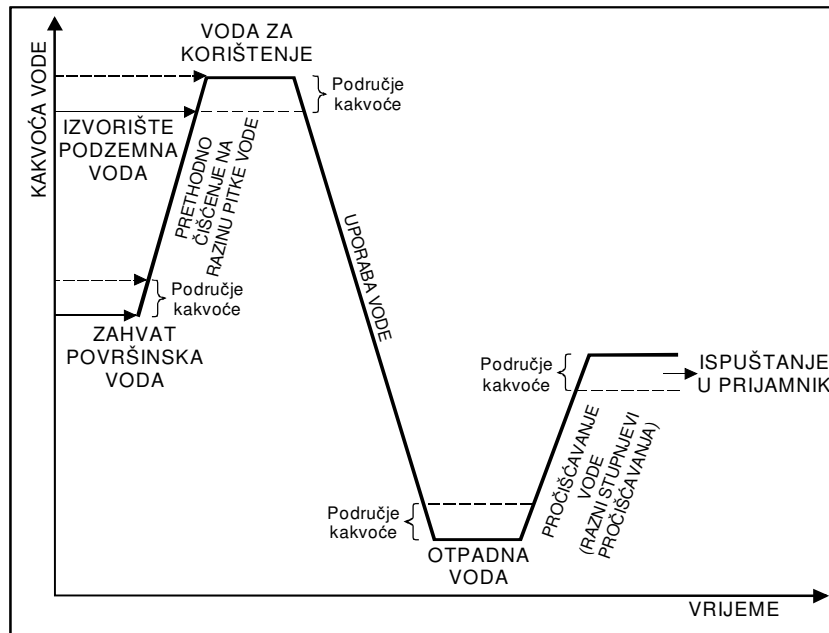 KAKVOĆA VODE
VODA ZA
KORIŠTENJE
Područje
kakvoće
IZVORIŠTE
PODZEMNA
VODA
PRETHODNO
ČIŠĆENJE NA
RAZINU PITKE VODE
Područje
kakvoće
ZAHVAT
POVRŠINSKA
VODA
UPORABA VODE
Područje
kakvoće
OTPADNA
VODA
Područje
kakvoće
PROČIŠĆAVANJE
VODE
(RAZNI STUPNJEVI
PROČIŠĆAVANJA)
ISPUŠTANJE
U PRIJAMNIK
VRIJEME